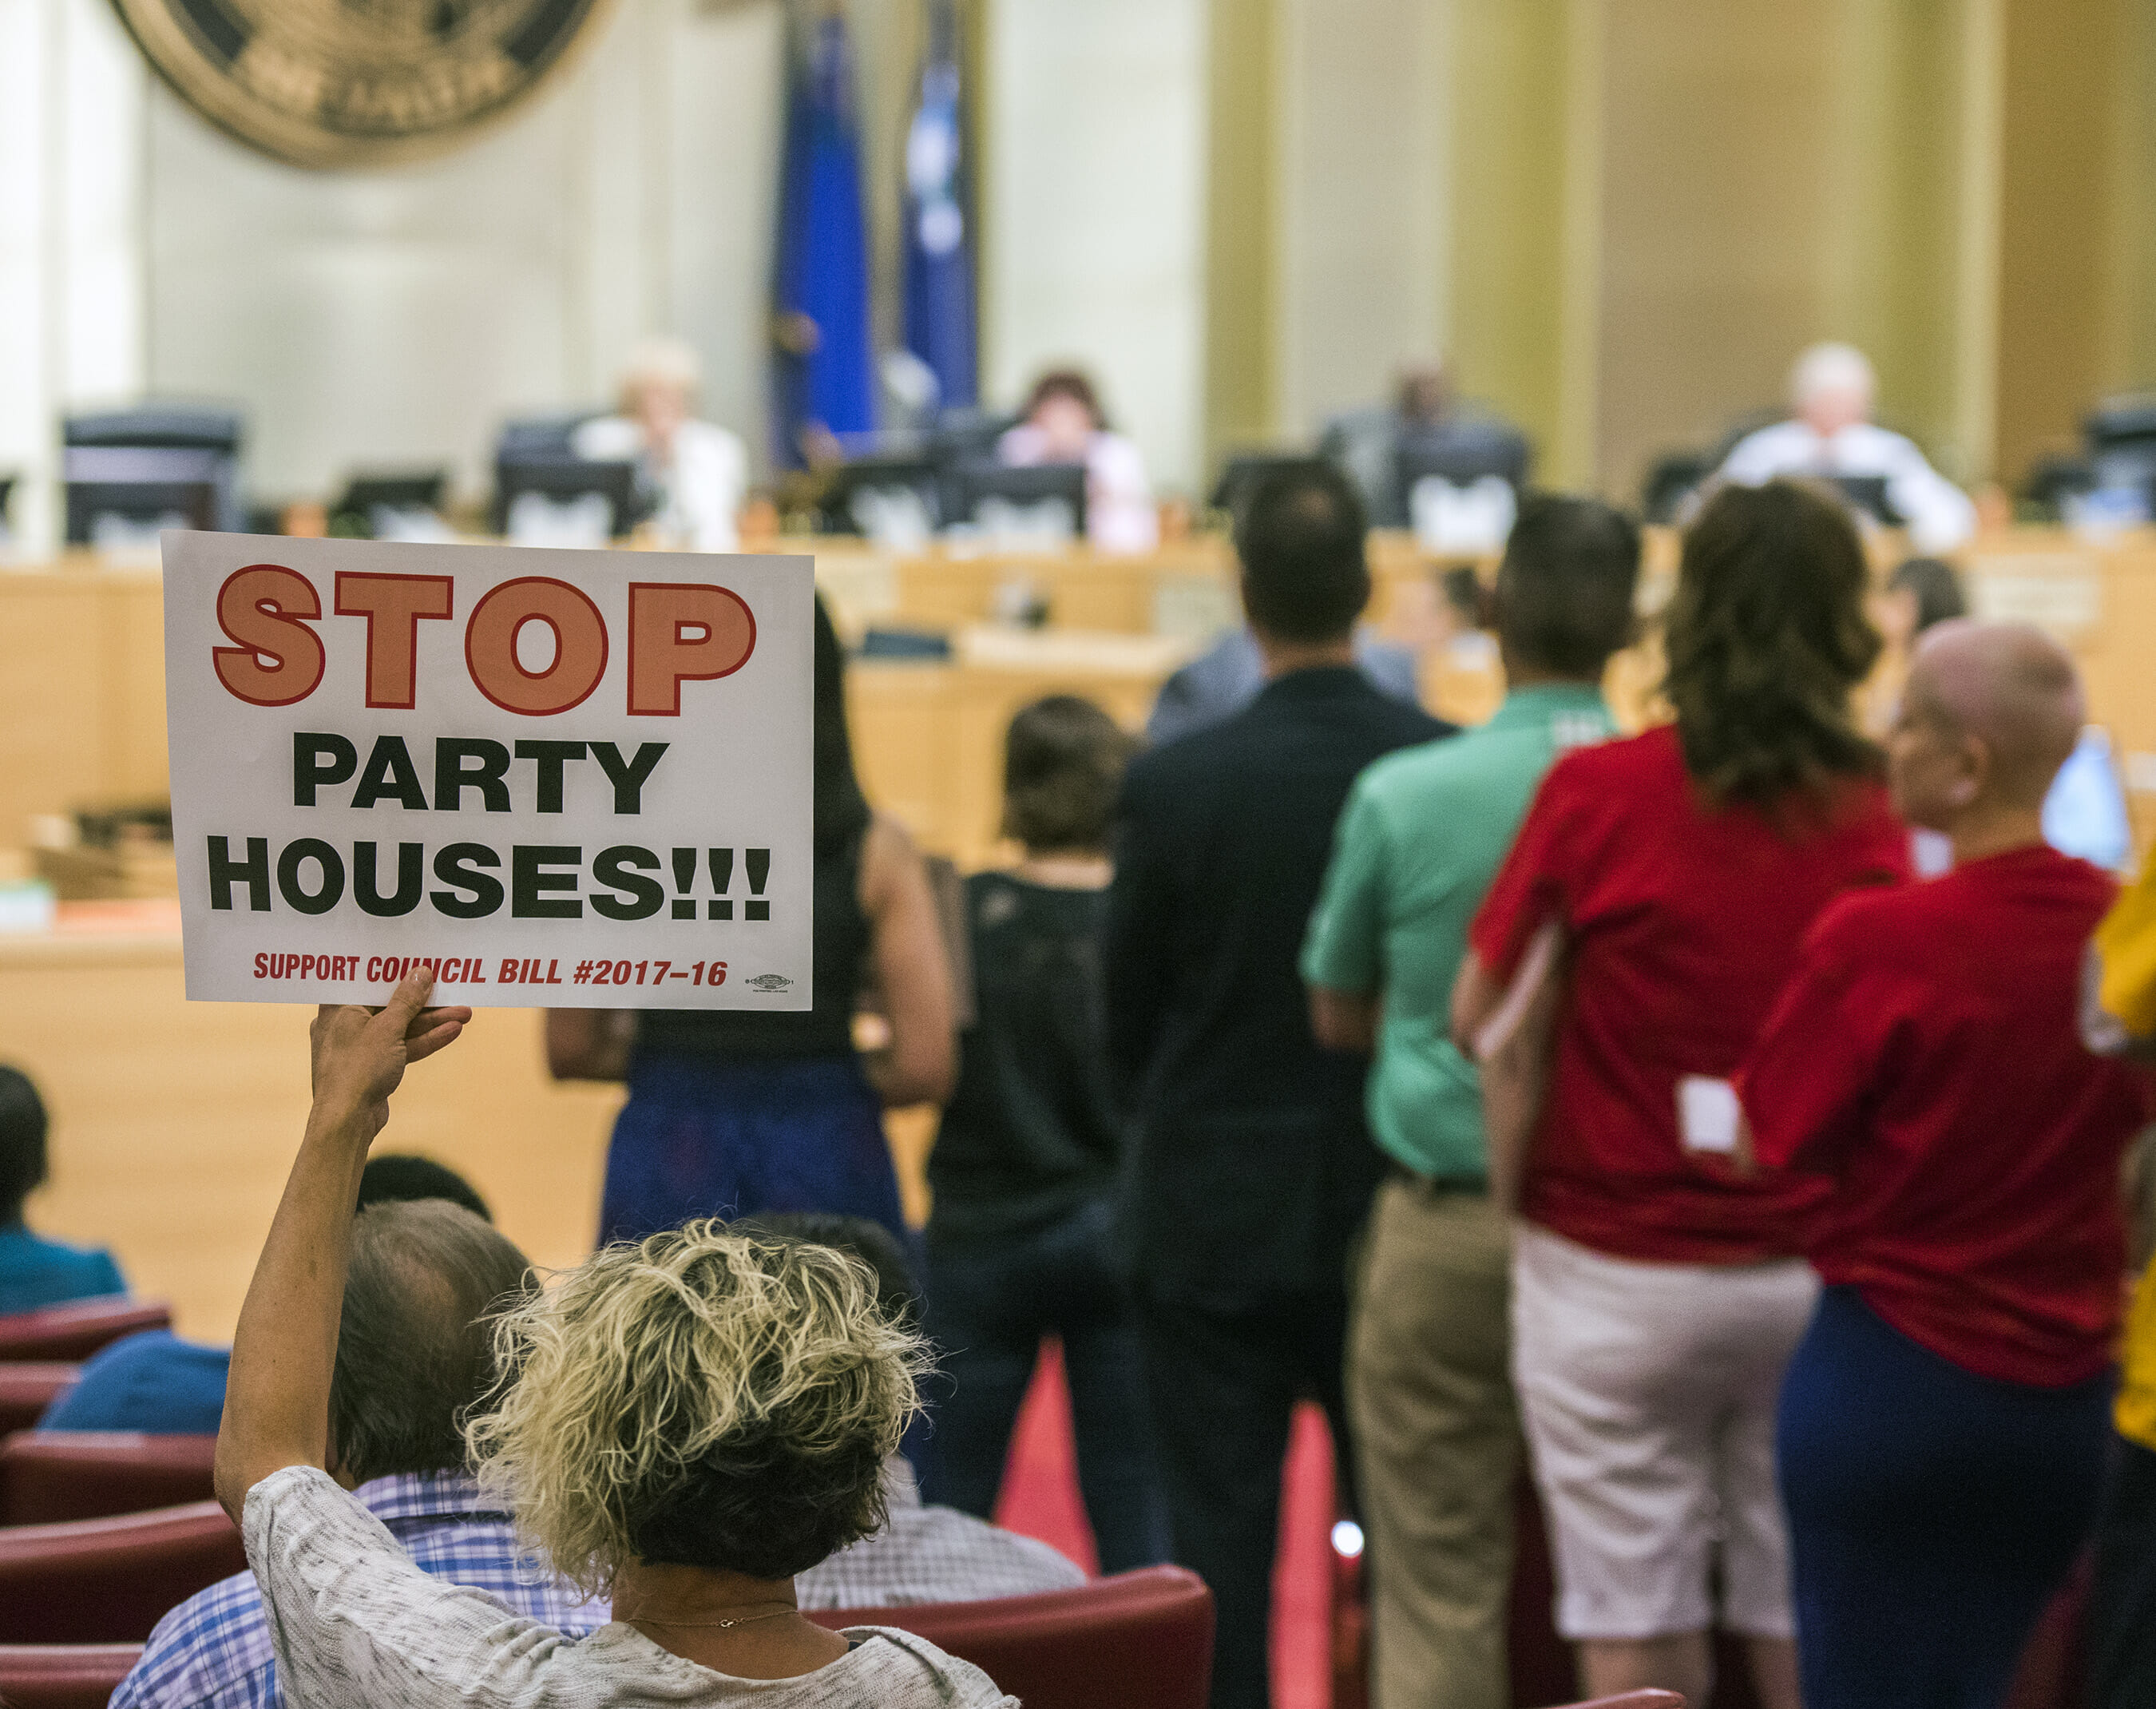 STOP
PARTY
HOUSES!!!
SUPPORT COUNCIL BILL #2017–16